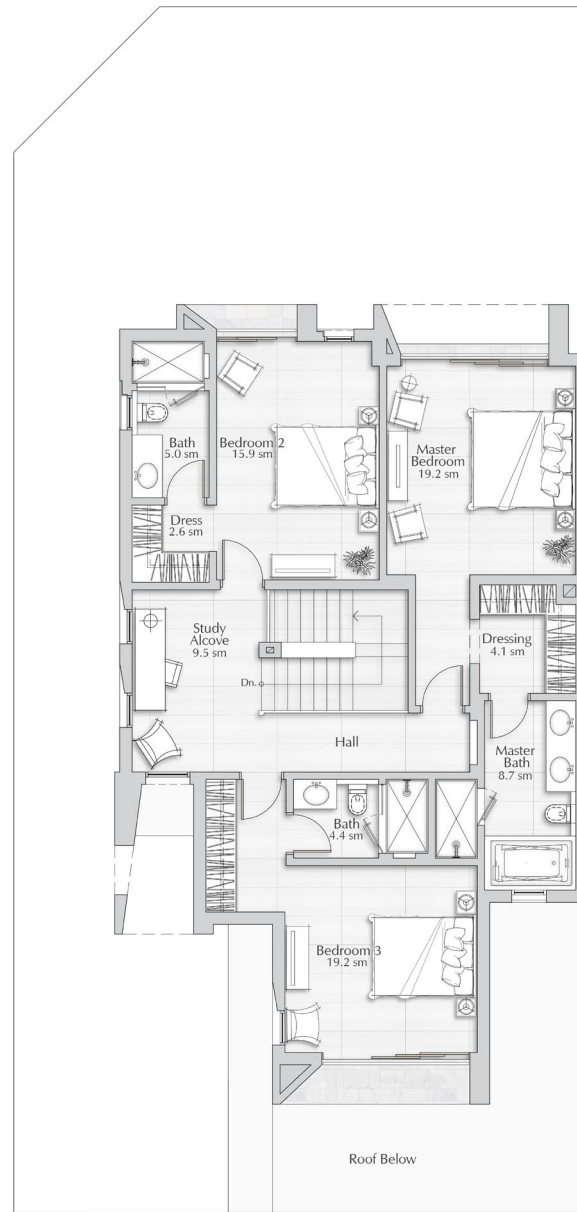 Bath
5.0 sm
Bedroom 2
15.9 sm
Master
Bedroom
19.2 sm
Dress
2.6 sm
Study
Alcove
9.5 sm
Dressing
4.1 sm
Dn.
Hall
Master
Bath
8.7 sm
Bath
4.4 sm
Bedroom 3
19.2 sm
Roof Below